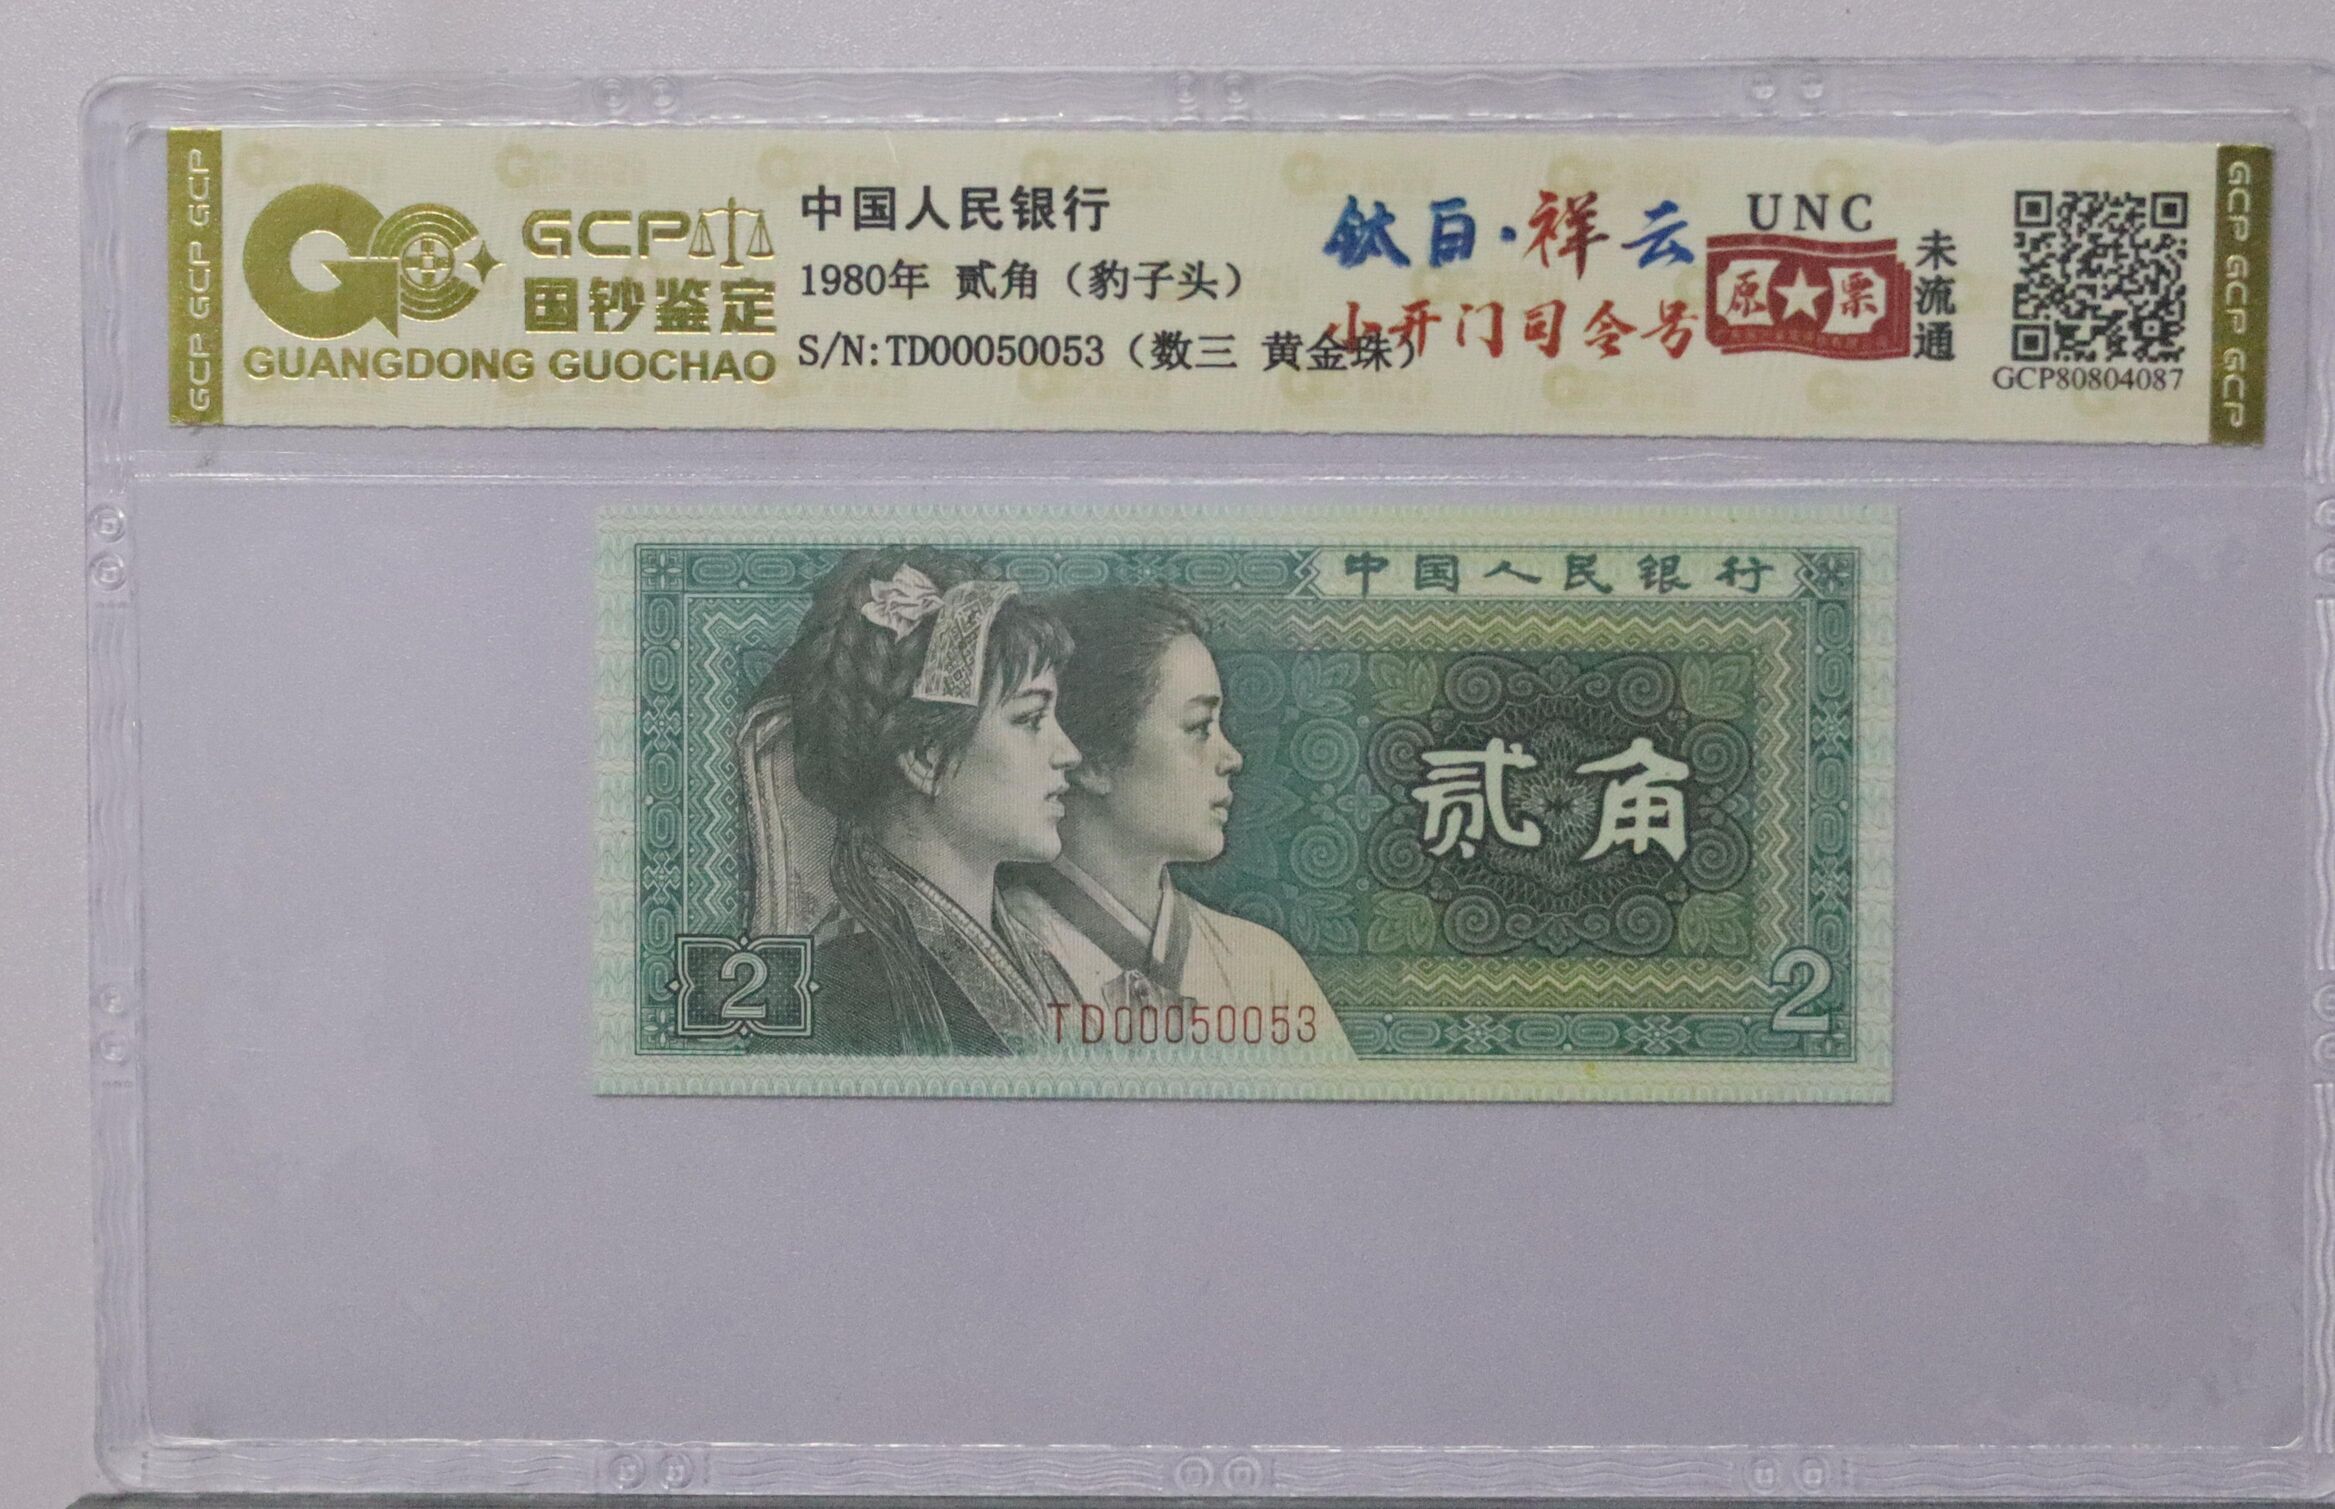 GCP GCP GCP
GCP
国钞鉴定
GUANGDONG GUOCHAO
中国人民银行
1980年 贰角（豹子头）
S/N:TD00050053（数三 黄金珠）
钛白·祥云
小开门司令号
UNC
原★票
未流通
GCP80804087
GCP GCP GCP
中国人民银行
贰角
2
TD00050053
2